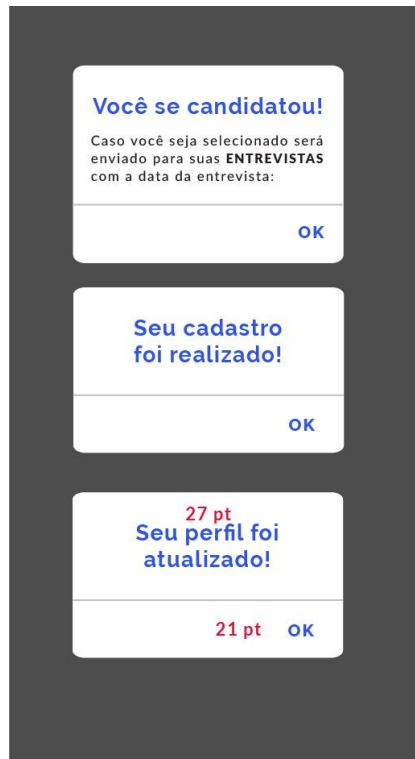 Você se candidatou!
Caso você seja selecionado será
enviado para suas ENTREVISTAS
com a data da entrevista:
OK
Seu cadastro
foi realizado!
OK
27 pt
Seu perfil foi
atualizado!
21 pt OK